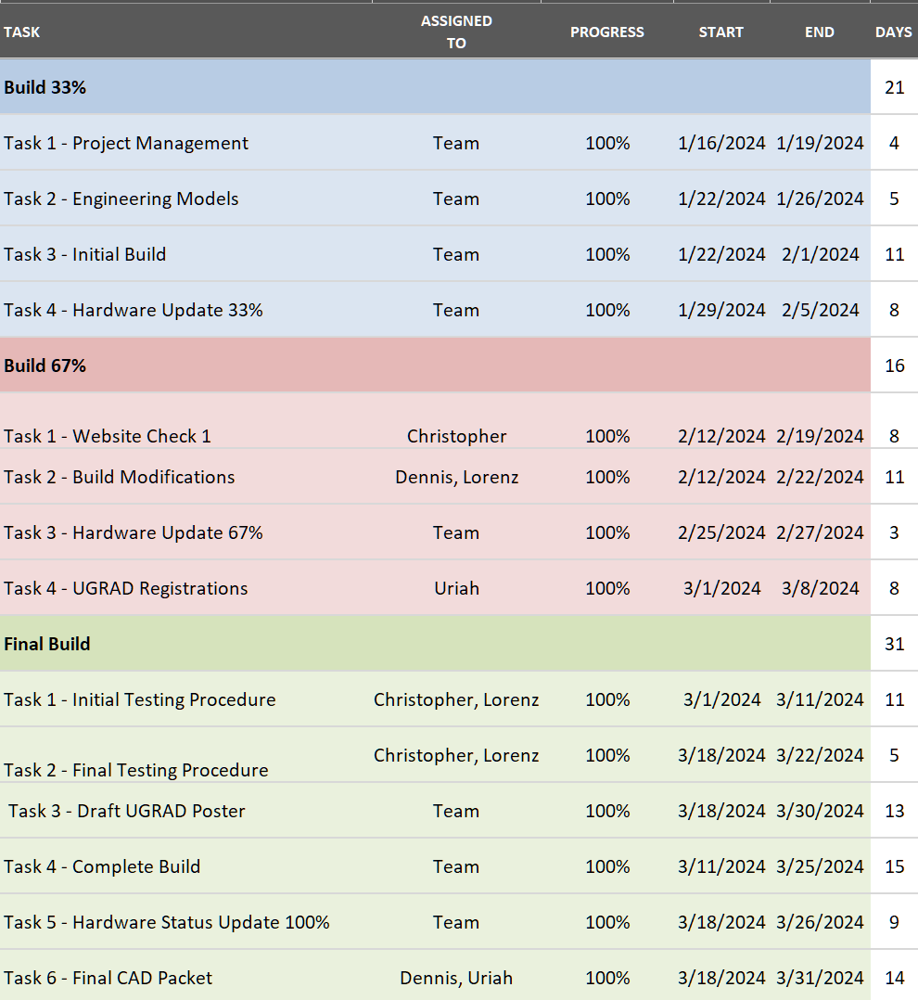 TASK ASSIGNED TO PROGRESS START END DAYS
Build 33% 21
Task 1 - Project Management Team 100% 1/16/2024 1/19/2024 4
Task 2 - Engineering Models Team 100% 1/22/2024 1/26/2024 5
Task 3 - Initial Build Team 100% 1/22/2024 2/1/2024 11
Task 4 - Hardware Update 33% Team 100% 1/29/2024 2/5/2024 8
Build 67% 16
Task 1 - Website Check 1 Christopher 100% 2/12/2024 2/19/2024 8
Task 2 - Build Modifications Dennis, Lorenz 100% 2/12/2024 2/22/2024 11
Task 3 - Hardware Update 67% Team 100% 2/25/2024 2/27/2024 3
Task 4 - UGRAD Registrations Uriah 100% 3/1/2024 3/8/2024 8
Final Build 31
Task 1 - Initial Testing Procedure Christopher, Lorenz 100% 3/1/2024 3/11/2024 11
Task 2 - Final Testing Procedure Christopher, Lorenz 100% 3/18/2024 3/22/2024 5
Task 3 - Draft UGRAD Poster Team 100% 3/18/2024 3/30/2024 13
Task 4 - Complete Build Team 100% 3/11/2024 3/25/2024 15
Task 5 - Hardware Status Update 100% Team 100% 3/18/2024 3/26/2024 9
Task 6 - Final CAD Packet Dennis, Uriah 100% 3/18/2024 3/31/2024 14